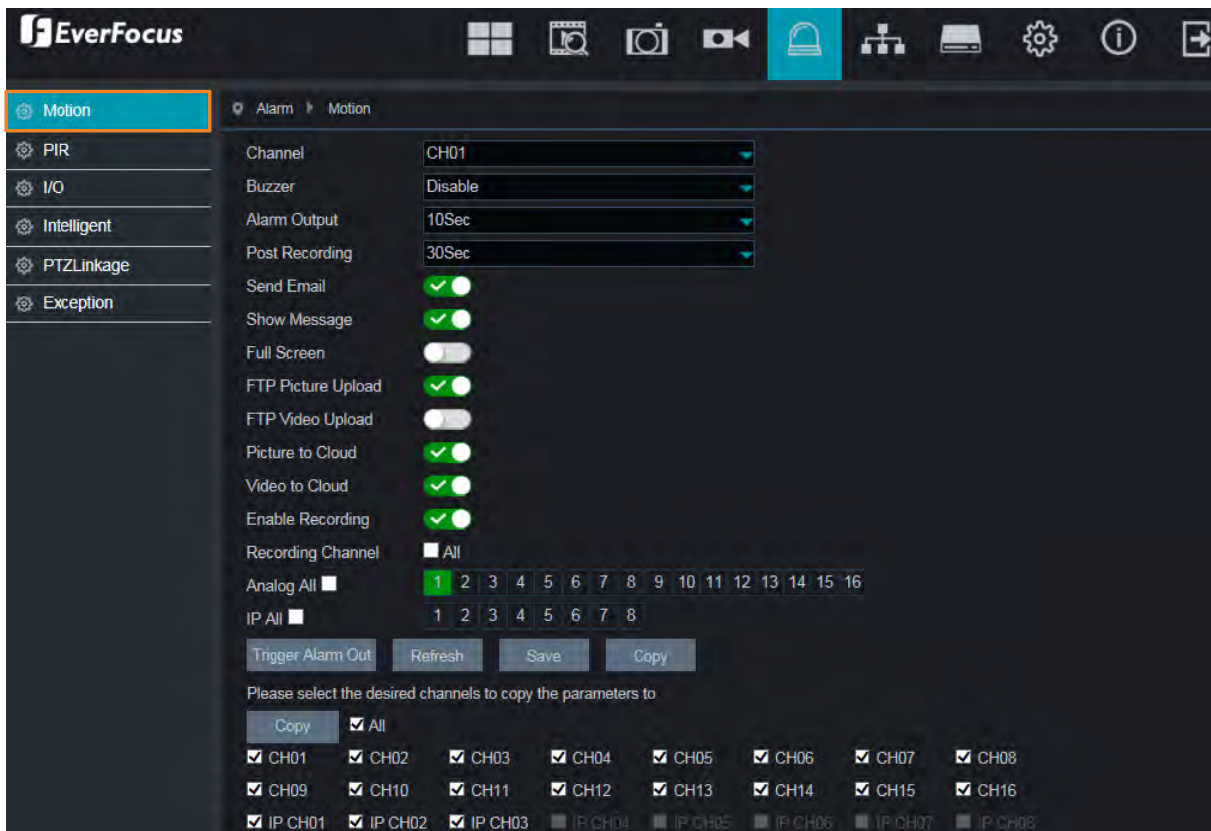 EverFocus
Motion
PIR
I/O
Intelligent
PTZLinkage
Exception
Alarm Motion
Channel CH01
Buzzer Disable
Alarm Output 10Sec
Post Recording 30Sec
Send Email
Show Message
Full Screen
FTP Picture Upload
FTP Video Upload
Picture to Cloud
Video to Cloud
Enable Recording
Recording Channel All
Analog All 1 2 3 4 5 6 7 8 9 10 11 12 13 14 15 16
IP All 1 2 3 4 5 6 7 8
Trigger Alarm Out Refresh Save Copy
Please select the desired channels to copy the parameters to
Copy All
CH01 CH02 CH03 CH04 CH05 CH06 CH07 CH08
CH09 CH10 CH11 CH12 CH13 CH14 CH15 CH16
IP CH01 IP CH02 IP CH03 IP CH04 IP CH05 IP CH06 IP CH07 IP CH08